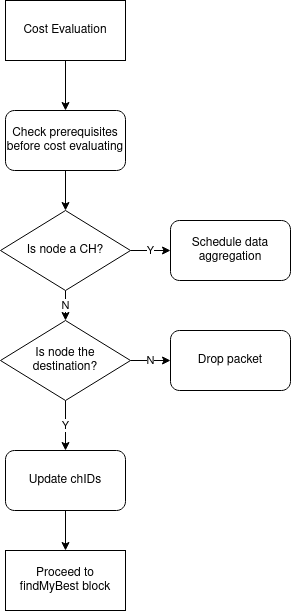 Cost Evaluation
Check prerequisites
before cost evaluating
Is node a CH?
Y
Schedule data
aggregation
N
Is node the
destination?
N
Drop packet
Y
Update chIDs
Proceed to
findMyBest block